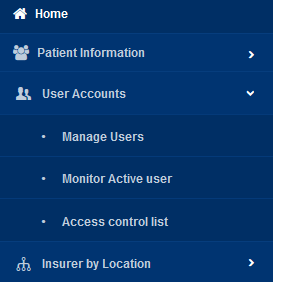 Home
Patient Information
User Accounts
• Manage Users
• Monitor Active user
• Access control list
Insurer by Location